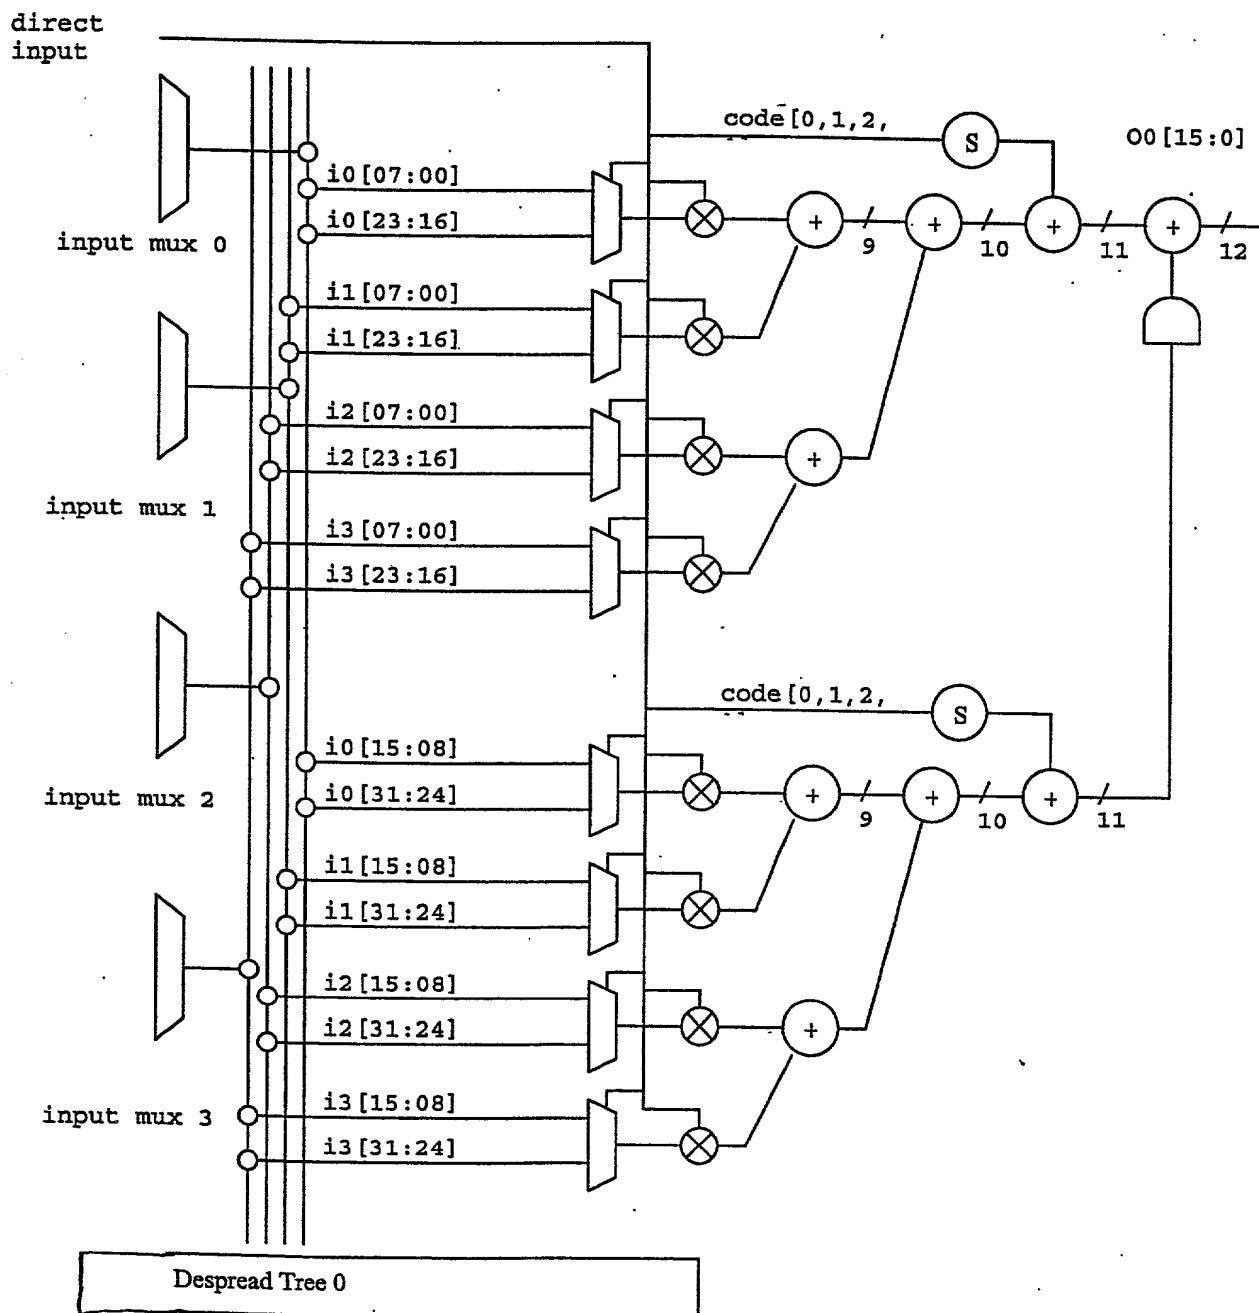 direct
input
code[0,1,2,
S
O0[15:0]
i0[07:00]
+
+
+
+
i0[23:16]
9
10
11
12
input mux 0
i1[07:00]
i1[23:16]
i2[07:00]
i2[23:16]
+
input mux 1
i3[07:00]
i3[23:16]
code[0,1,2,
S
i0[15:08]
input mux 2
i0[31:24]
+
+
+
9
10
11
i1[15:08]
i1[31:24]
i2[15:08]
i2[31:24]
+
input mux 3
i3[15:08]
i3[31:24]
Despread Tree 0